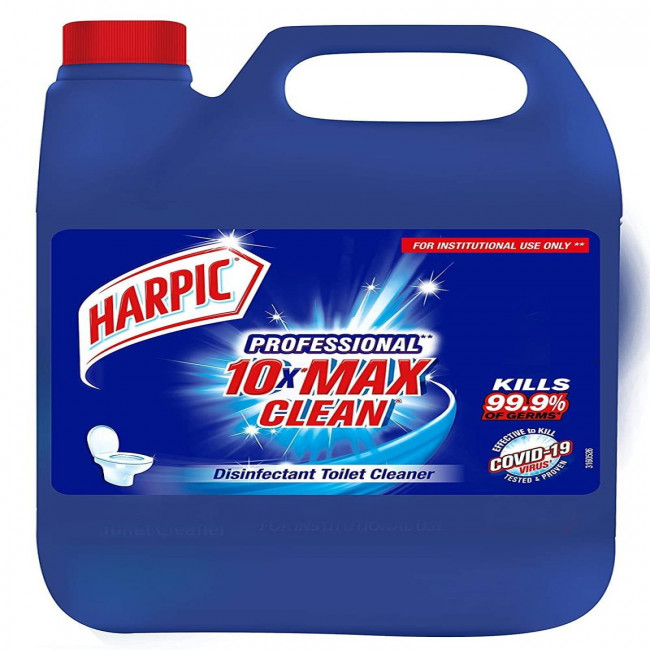 FOR INSTITUTIONAL USE ONLY **
HARPIC
PROFESSIONAL**
10x*MAX
CLEAN*
KILLS
99.9%
OF GERMS*
EFFECTIVE to KILL
COVID-19
VIRUS*
TESTED & PROVEN
Disinfectant Toilet Cleaner